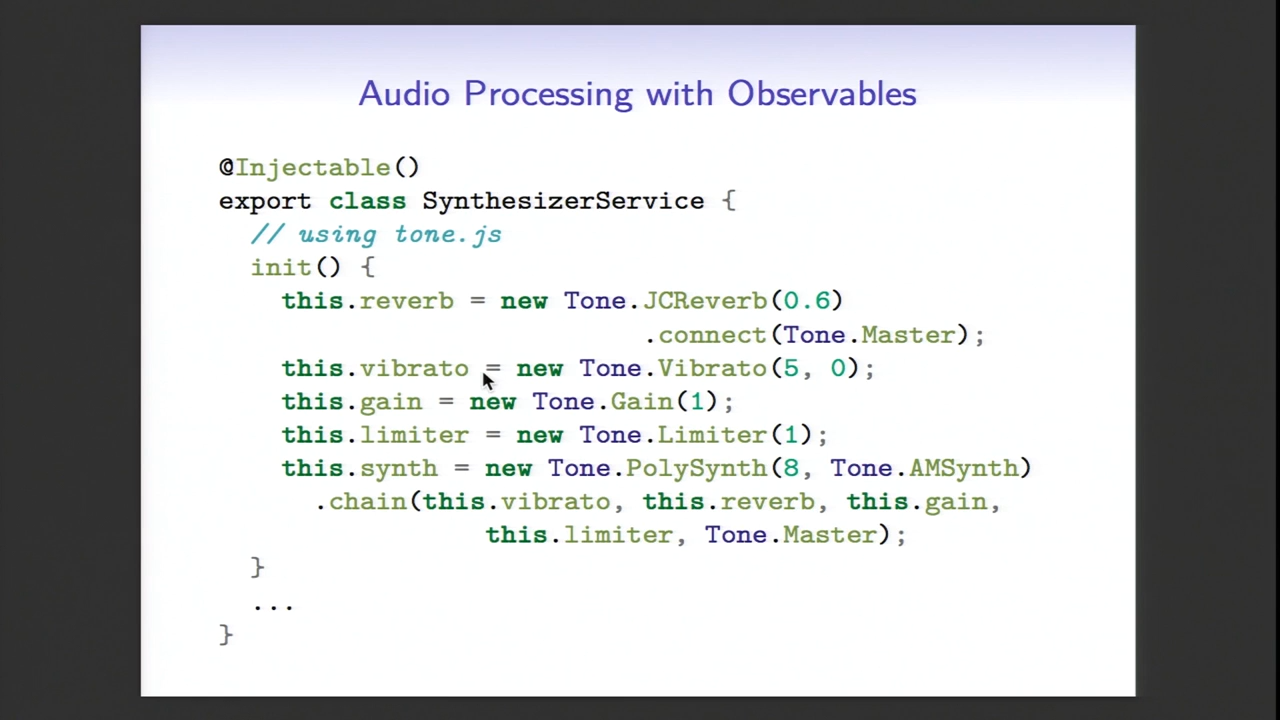 Audio Processing with Observables
@Injectable()
export class SynthesizerService {
// using tone.js
init() {
this.reverb = new Tone.JCReverb(0.6)
.connect(Tone.Master);
this.vibrato = new Tone.Vibrato(5, 0);
this.gain = new Tone.Gain(1);
this.limiter = new Tone.Limiter(1);
this.synth = new Tone.PolySynth(8, Tone.AMSynth)
.chain(this.vibrato, this.reverb, this.gain,
this.limiter, Tone.Master);
}
...
}